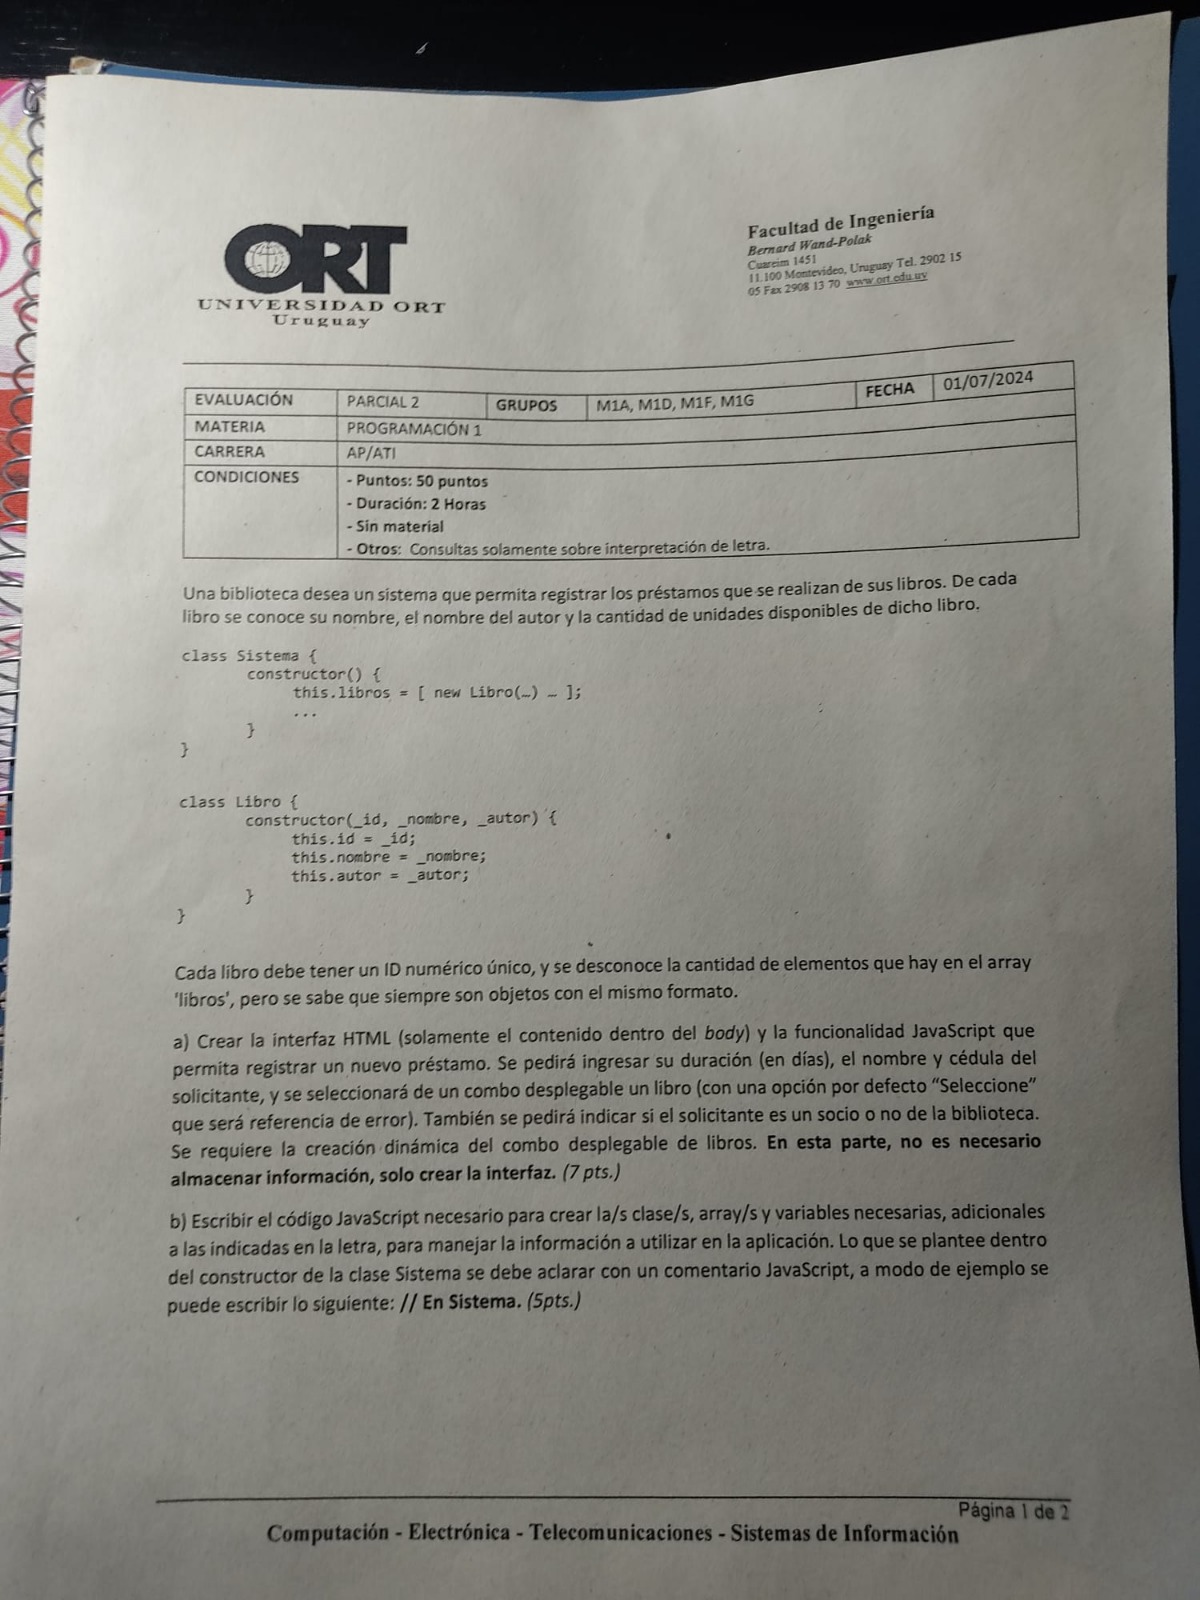 ORT
UNIVERSIDAD ORT
Uruguay
Facultad de Ingeniería
Bernard Wand-Polak
Cuareim 1451
11.100 Montevideo, Uruguay Tel. 2902 15
05 Fax 2908 13 70 www.ort.edu.uy
EVALUACIÓN PARCIAL 2 GRUPOS M1A, M1D, M1F, M1G FECHA 01/07/2024
MATERIA PROGRAMACIÓN 1
CARRERA AP/ATI
CONDICIONES - Puntos: 50 puntos
- Duración: 2 Horas
- Sin material
- Otros: Consultas solamente sobre interpretación de letra.
Una biblioteca desea un sistema que permita registrar los préstamos que se realizan de sus libros. De cada
libro se conoce su nombre, el nombre del autor y la cantidad de unidades disponibles de dicho libro.
class Sistema {
constructor() {
this.libros = [ new Libro(…) … ];
...
}
}
class Libro {
constructor(_id, _nombre, _autor) {
this.id = _id;
this.nombre = _nombre;
this.autor = _autor;
}
}
Cada libro debe tener un ID numérico único, y se desconoce la cantidad de elementos que hay en el array
'libros', pero se sabe que siempre son objetos con el mismo formato.
a) Crear la interfaz HTML (solamente el contenido dentro del body) y la funcionalidad JavaScript que
permita registrar un nuevo préstamo. Se pedirá ingresar su duración (en días), el nombre y cédula del
solicitante, y se seleccionará de un combo desplegable un libro (con una opción por defecto “Seleccione”
que será referencia de error). También se pedirá indicar si el solicitante es un socio o no de la biblioteca.
Se requiere la creación dinámica del combo desplegable de libros. En esta parte, no es necesario
almacenar información, solo crear la interfaz. (7 pts.)
b) Escribir el código JavaScript necesario para crear la/s clase/s, array/s y variables necesarias, adicionales
a las indicadas en la letra, para manejar la información a utilizar en la aplicación. Lo que se plantee dentro
del constructor de la clase Sistema se debe aclarar con un comentario JavaScript, a modo de ejemplo se
puede escribir lo siguiente: // En Sistema. (5pts.)
Página 1 de 2
Computación - Electrónica - Telecomunicaciones - Sistemas de Información